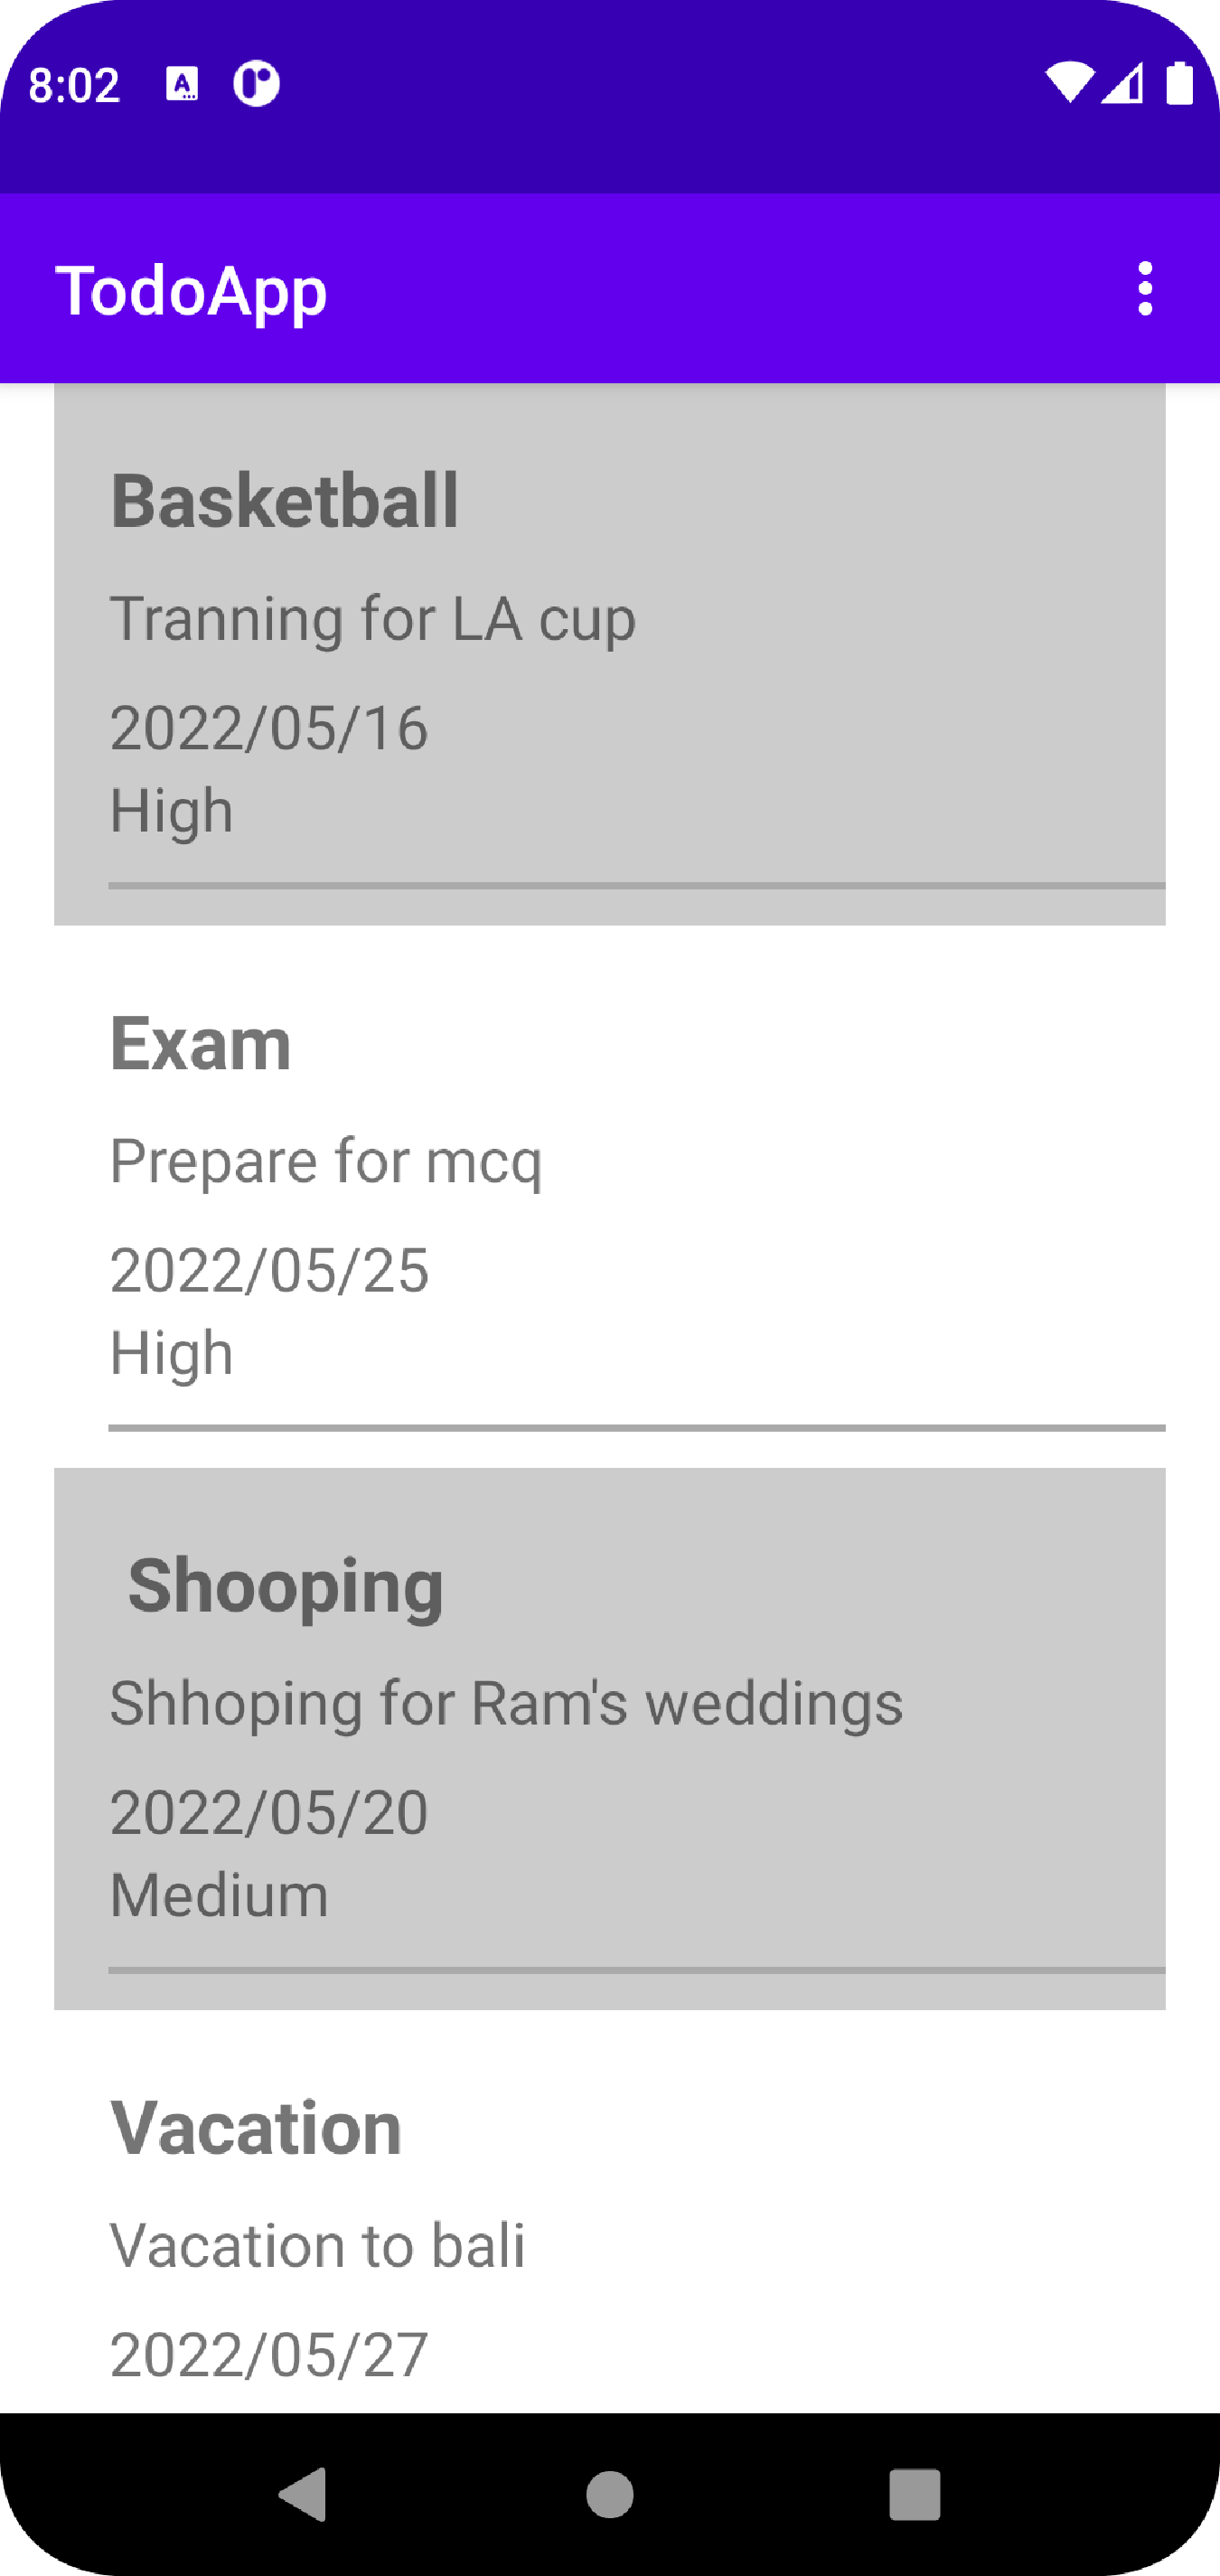 8:02
TodoApp
Basketball
Tranning for LA cup
2022/05/16
High
Exam
Prepare for mcq
2022/05/25
High
Shooping
Shhoping for Ram's weddings
2022/05/20
Medium
Vacation
Vacation to bali
2022/05/27